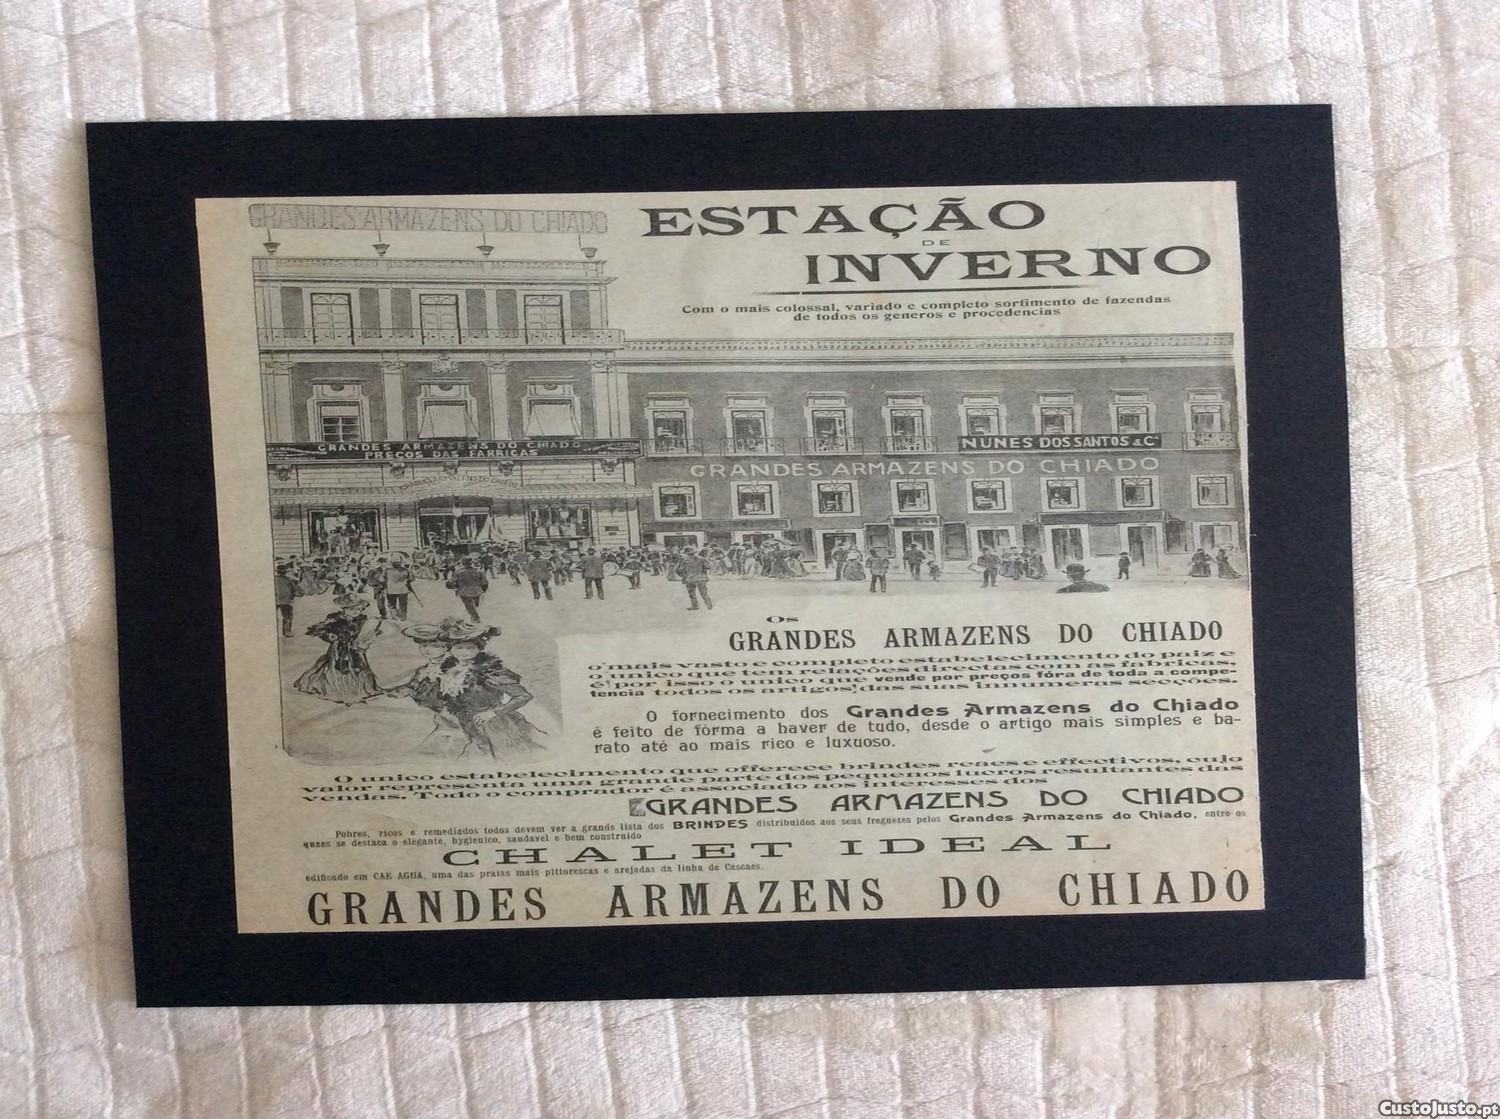 GRANDES ARMAZENS DO CHIADO
ESTAÇÃO
DE
INVERNO
Com o mais colossal, variado e completo sortimento de fazendas
de todos os generos e procedencias
GRANDES ARMAZENS DO CHIADO
PREÇOS DAS FABRICAS
NUNES DOS SANTOS & Cª
GRANDES ARMAZENS DO CHIADO
GRANDES ARMAZENS DO CHIADO
Os
GRANDES ARMAZENS DO CHIADO
o mais vasto e completo estabelecimento do paiz e
o unico que tem relações directas com as fabricas,
é por isso o unico que vende por preços fóra de toda a compe-
tencia todos os artigos das suas innumeras secções.
O fornecimento dos Grandes Armazens do Chiado
é feito de fórma a haver de tudo, desde o artigo mais simples e ba-
rato até ao mais rico e luxuoso.
O unico estabelecimento que offerece brindes reaes e effectivos, cujo
valor representa uma grande parte dos pequenos lucros resultantes das
vendas. Todo o comprador é associado aos interesses dos
GRANDES ARMAZENS DO CHIADO
Pobres, ricos e remediados todos devem ver a grande lista dos BRINDES distribuidos aos seus freguezes pelos Grandes Armazens do Chiado, entre os
quaes se destaca o elegante, hygienico, saudavel e bem construido
CHALET IDEAL
edificado em CAE AGUA, uma das praias mais pittorescas e arejadas da linha de Cascaes.
GRANDES ARMAZENS DO CHIADO
CustoJusto.pt